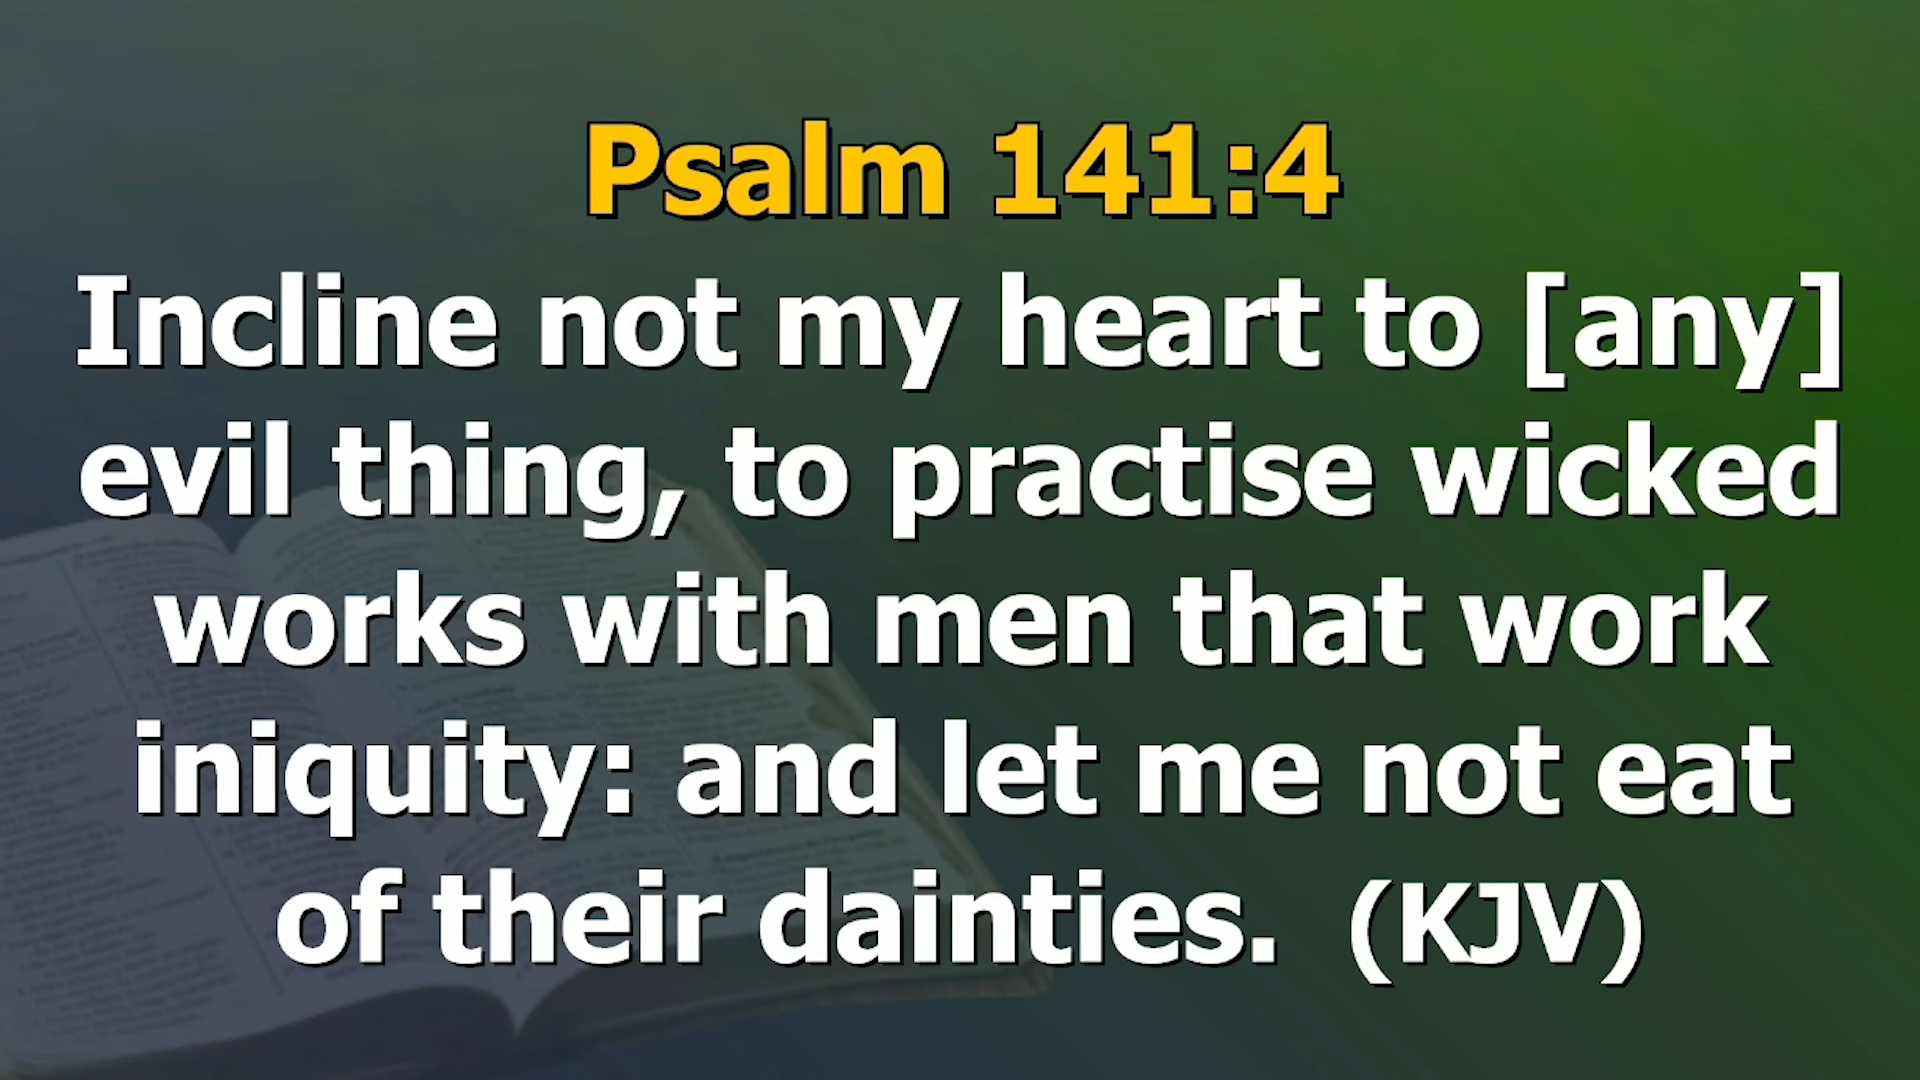 Psalm 141:4
Incline not my heart to [any]
evil thing, to practise wicked
works with men that work
iniquity: and let me not eat
of their dainties.  (KJV)